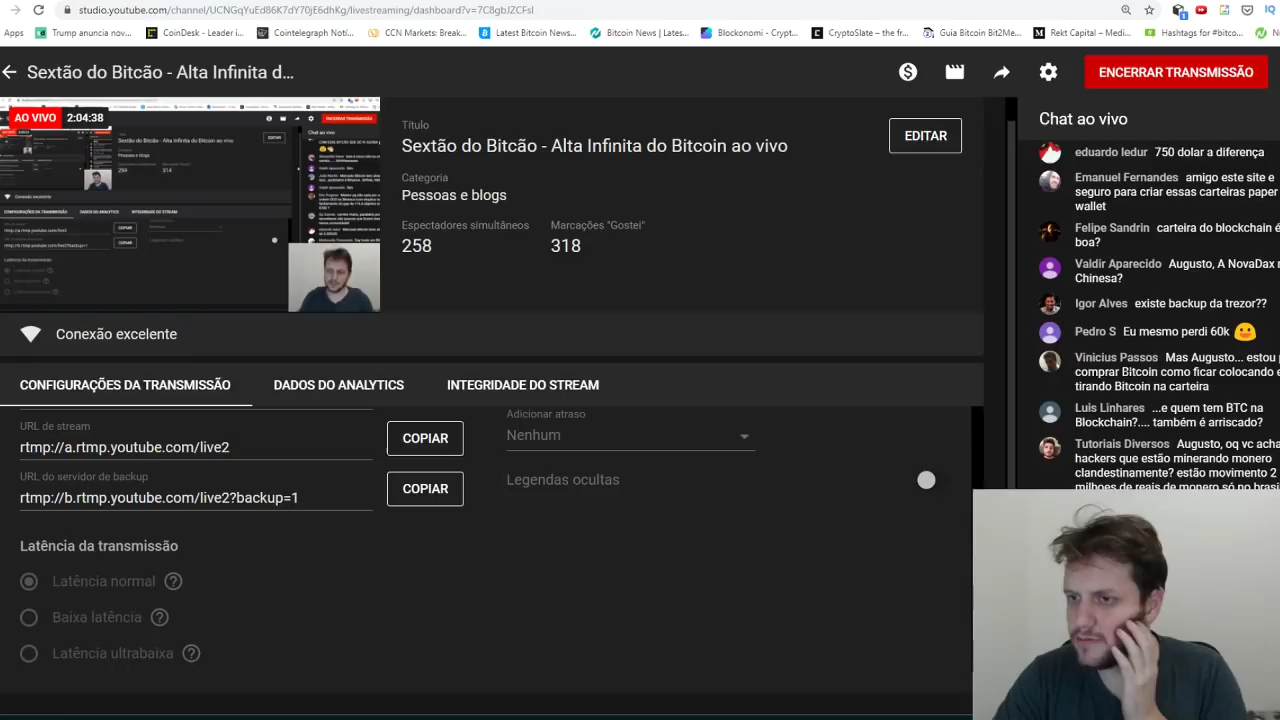 studio.youtube.com/channel/UCNGqYuEd86K7dY70jE6dhKg/livestreaming/dashboard?v=7C8gbJZCFsI
Apps
Trump anuncia nov...
CoinDesk - Leader i...
Cointelegraph Notí...
CCN Markets: Break...
Latest Bitcoin News...
Bitcoin News | Lates...
Blockonomi - Crypto...
CryptoSlate – the fr...
Guia Bitcoin Bit2Me...
Rekt Capital – Medi...
Hashtags for #bitco...
Sextão do Bitcão - Alta Infinita d...
ENCERRAR TRANSMISSÃO
AO VIVO 2:04:38
Título
Sextão do Bitcão - Alta Infinita do Bitcoin ao vivo
EDITAR
Categoria
Pessoas e blogs
Espectadores simultâneos
Marcações "Gostei"
258
318
Conexão excelente
CONFIGURAÇÕES DA TRANSMISSÃO
DADOS DO ANALYTICS
INTEGRIDADE DO STREAM
URL de stream
rtmp://a.rtmp.youtube.com/live2
COPIAR
URL do servidor de backup
rtmp://b.rtmp.youtube.com/live2?backup=1
COPIAR
Adicionar atraso
Nenhum
Legendas ocultas
Latência da transmissão
Latência normal
Baixa latência
Latência ultrabaixa
Chat ao vivo
eduardo ledur 750 dolar a diferença
Emanuel Fernandes amigo este site e
seguro para criar essas carteiras paper
wallet
Felipe Sandrin carteira do blockchain é
boa?
Valdir Aparecido Augusto, A NovaDax
Chinesa?
Igor Alves existe backup da trezor??
Pedro S Eu mesmo perdi 60k
Vinicius Passos Mas Augusto... estou
comprar Bitcoin como ficar colocando e
tirando Bitcoin na carteira
Luis Linhares ...e quem tem BTC na
Blockchain?.... também é arriscado?
Tutoriais Diversos Augusto, oq vc acha
hackers que estão minerando monero
clandestinamente? estão movimento 2
milhoes de reais de monero só no brasi